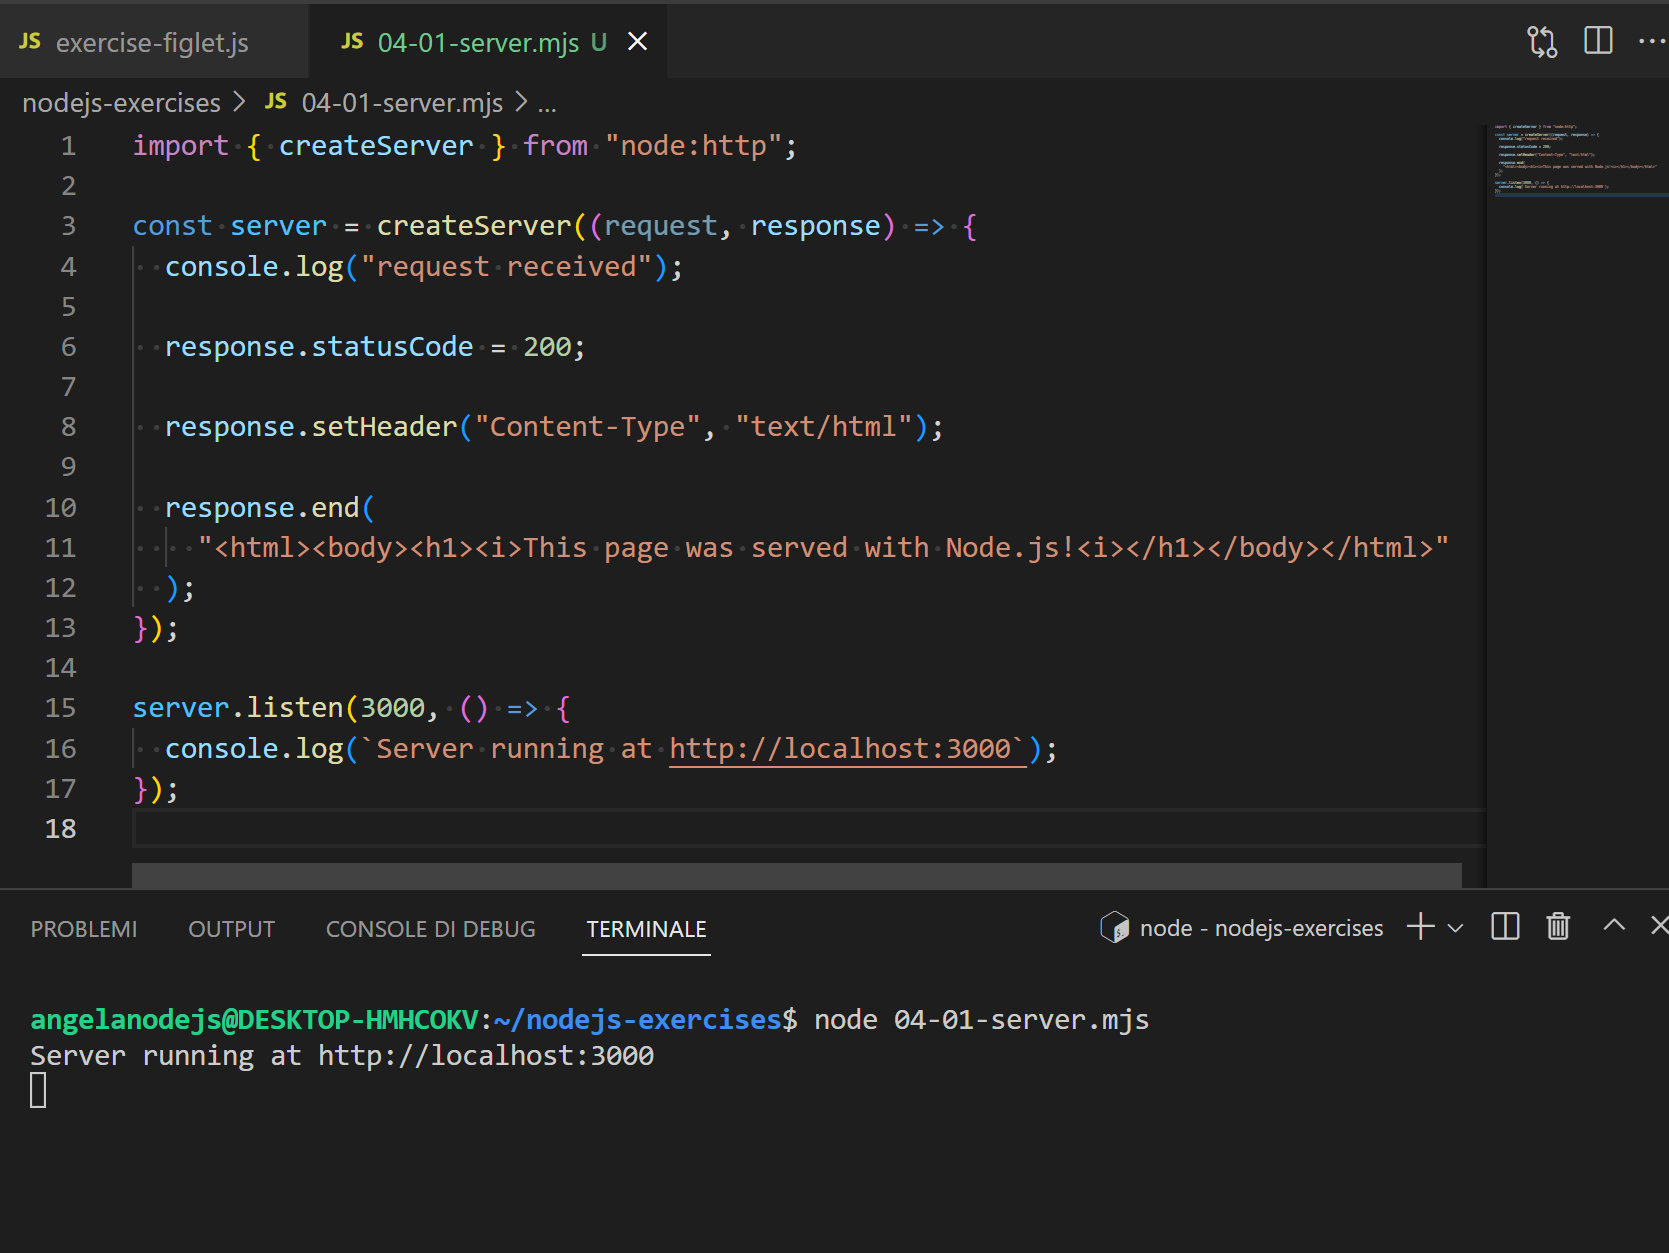 JS exercise-figlet.js JS 04-01-server.mjs U
nodejs-exercises > JS 04-01-server.mjs > ...
1 import { createServer } from "node:http";
2
3 const server = createServer((request, response) => {
4 console.log("request received");
5
6 response.statusCode = 200;
7
8 response.setHeader("Content-Type", "text/html");
9
10 response.end(
11 "<html><body><h1><i>This page was served with Node.js!<i></h1></body></html>"
12 );
13 });
14
15 server.listen(3000, () => {
16 console.log(`Server running at http://localhost:3000`);
17 });
18
PROBLEMI OUTPUT CONSOLE DI DEBUG TERMINALE node - nodejs-exercises
angelanodejs@DESKTOP-HMHCOKV:~/nodejs-exercises$ node 04-01-server.mjs
Server running at http://localhost:3000